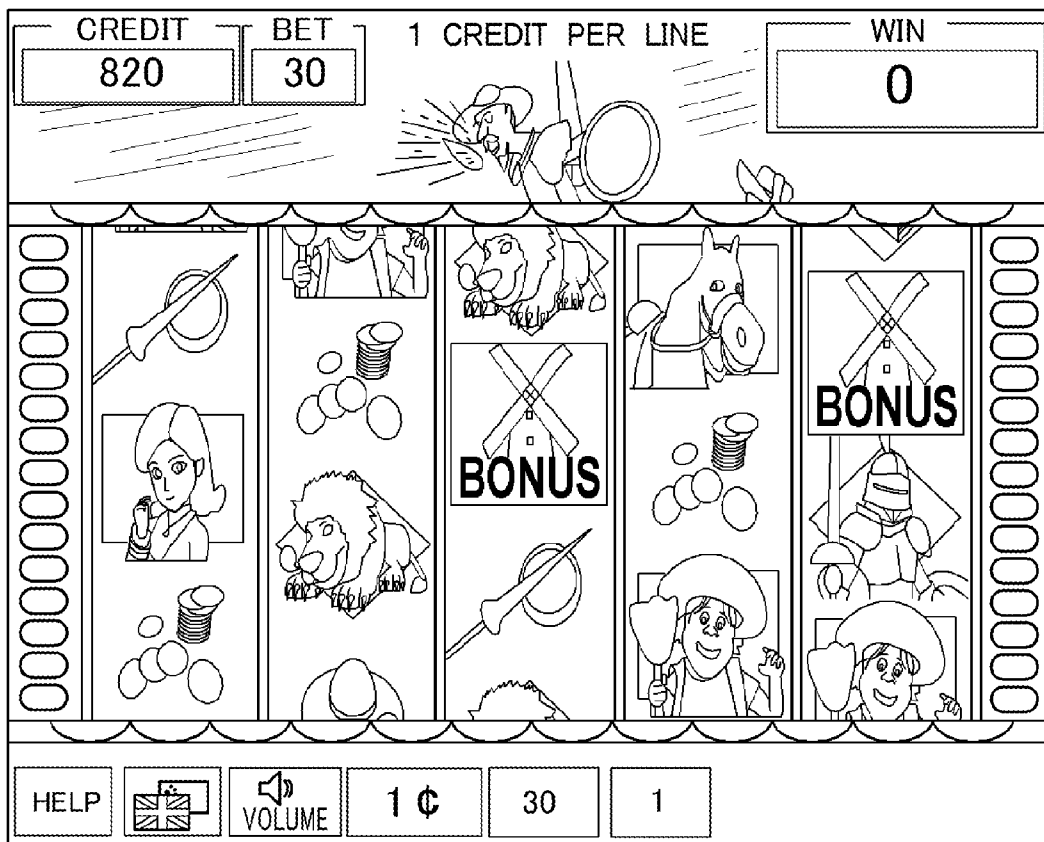 CREDIT BET 1 CREDIT PER LINE WIN
820 30 0
BONUS
BONUS
HELP VOLUME 1 ¢ 30 1